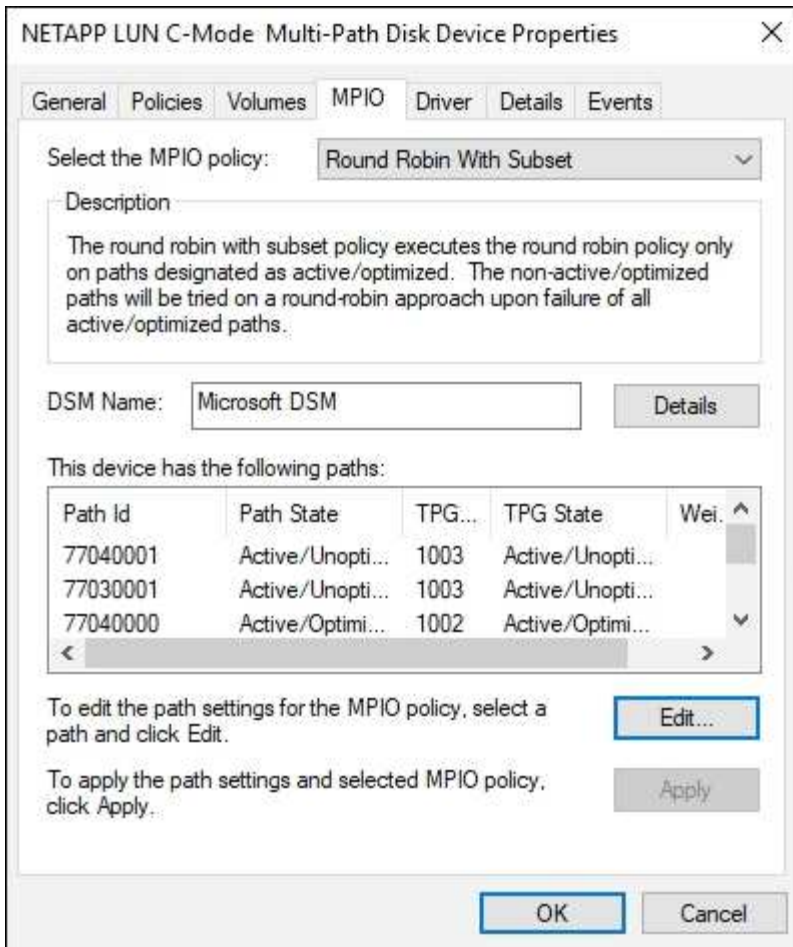 NETAPP LUN C-Mode  Multi-Path Disk Device Properties
General Policies Volumes MPIO Driver Details Events
Select the MPIO policy: Round Robin With Subset
Description
The round robin with subset policy executes the round robin policy only
on paths designated as active/optimized.  The non-active/optimized
paths will be tried on a round-robin approach upon failure of all
active/optimized paths.
DSM Name: Microsoft DSM Details
This device has the following paths:
Path Id Path State TPG... TPG State Wei.
77040001 Active/Unopti... 1003 Active/Unopti...
77030001 Active/Unopti... 1003 Active/Unopti...
77040000 Active/Optimi... 1002 Active/Optimi...
To edit the path settings for the MPIO policy, select a
path and click Edit.
Edit...
To apply the path settings and selected MPIO policy,
click Apply.
Apply
OK Cancel